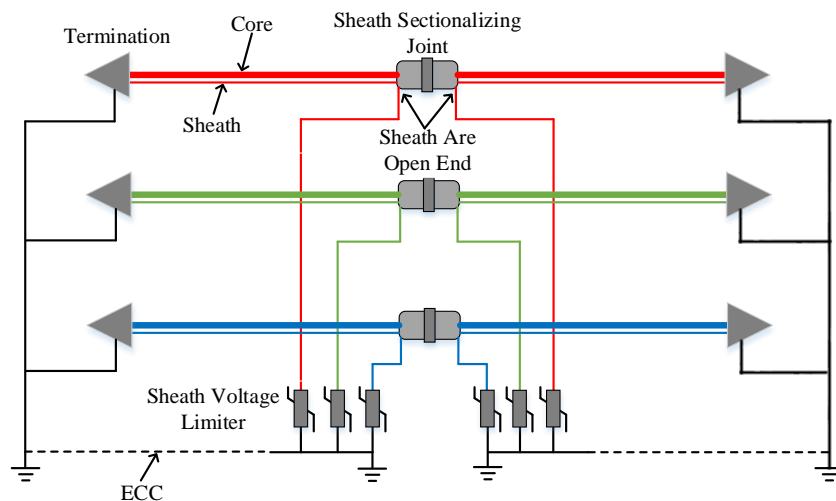 Termination
Core
Sheath Sectionalizing
Joint
Sheath
Sheath Are
Open End
Sheath Voltage
Limiter
ECC